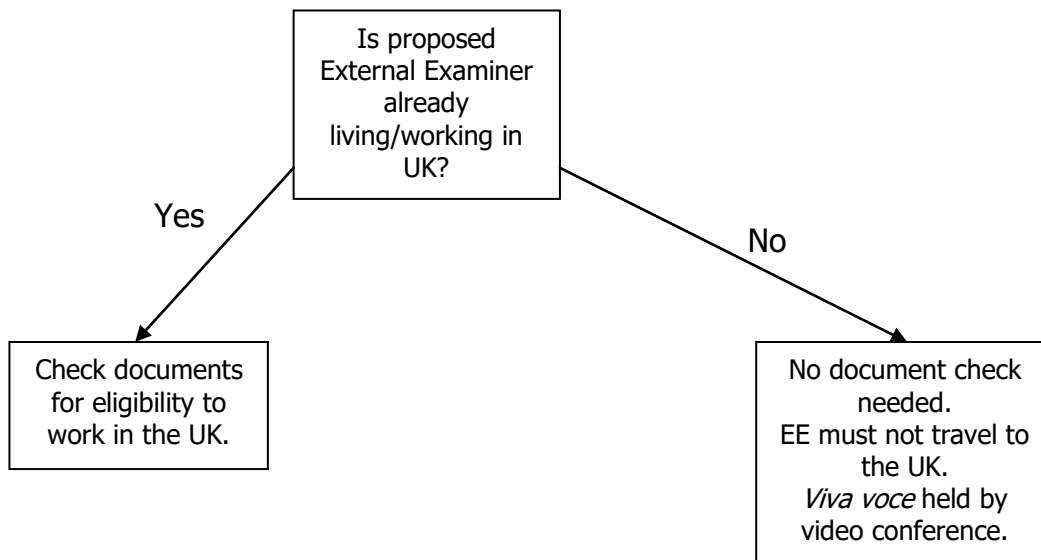 Is proposed
External Examiner
already
living/working in
UK?
Yes
No
Check documents
for eligibility to
work in the UK.
No document check
needed.
EE must not travel to
the UK.
Viva voce held by
video conference.